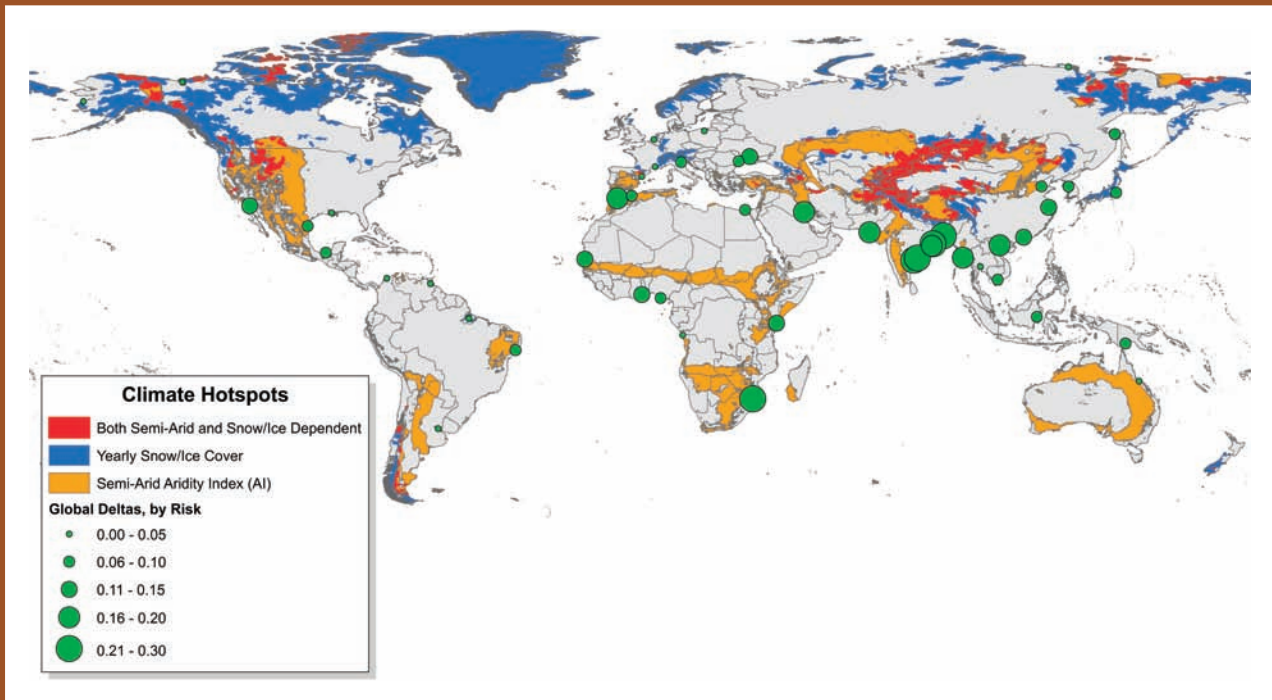 Climate Hotspots
Both Semi-Arid and Snow/Ice Dependent
Yearly Snow/Ice Cover
Semi-Arid Aridity Index (AI)
Global Deltas, by Risk
0.00 - 0.05
0.06 - 0.10
0.11 - 0.15
0.16 - 0.20
0.21 - 0.30